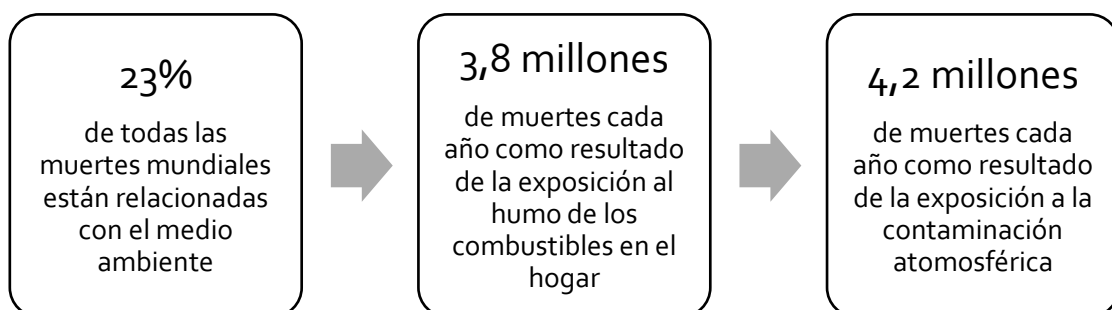 23%
de todas las
muertes mundiales
están relacionadas
con el medio
ambiente
3,8 millones
de muertes cada
año como resultado
de la exposición al
humo de los
combustibles en el
hogar
4,2 millones
de muertes cada
año como resultado
de la exposición a la
contaminación
atomosférica